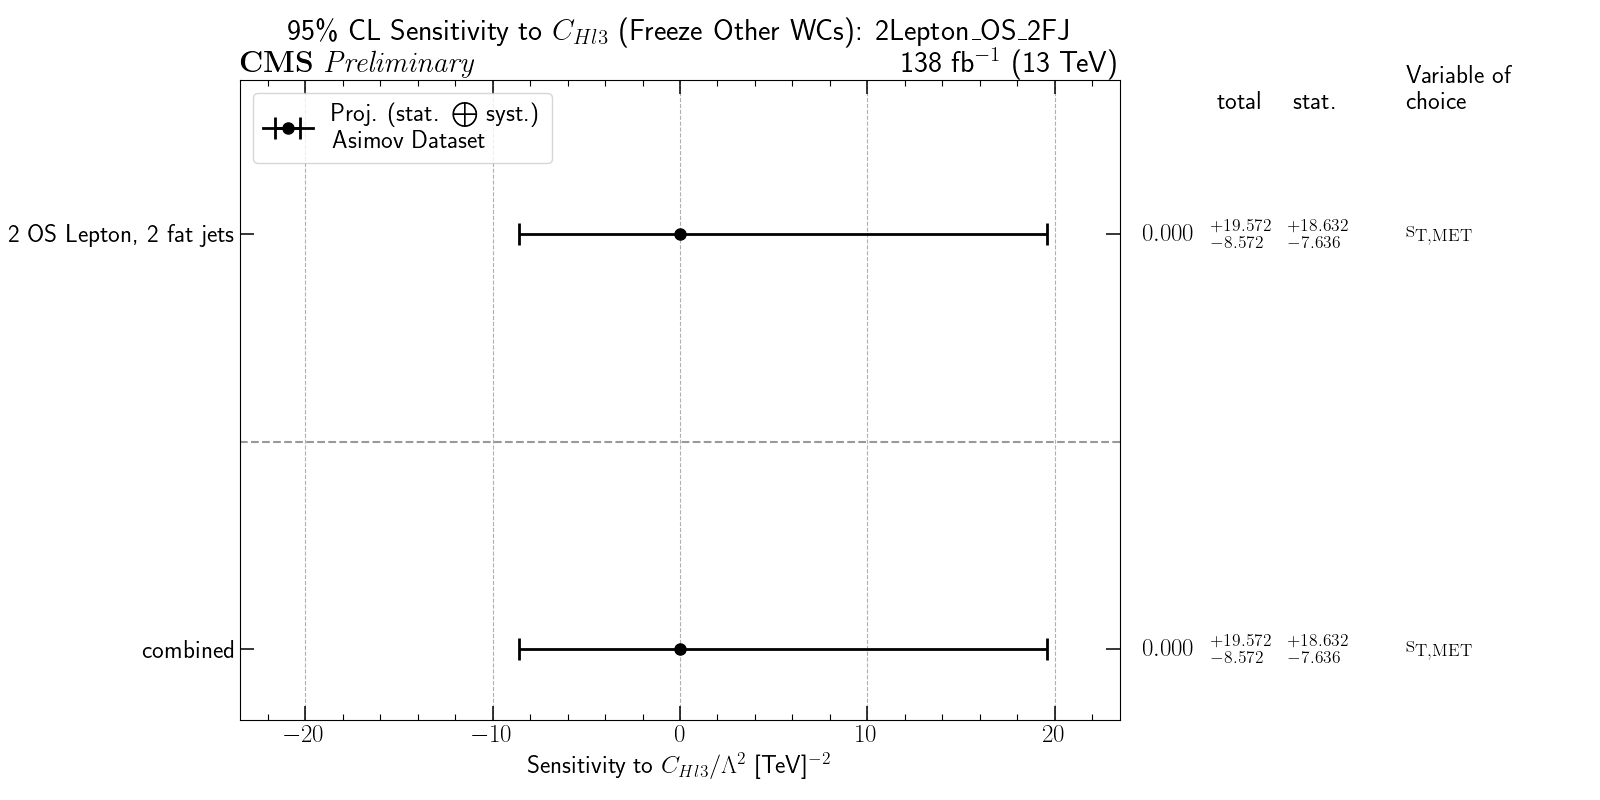 95% CL Sensitivity to C_{Hl3} (Freeze Other WCs): 2Lepton_OS_2FJ
CMS Preliminary 138 fb^{−1} (13 TeV)
Proj. (stat. ⨁ syst.)
Asimov Dataset
total stat. Variable of
choice
2 OS Lepton, 2 fat jets 0.000 +19.572 −8.572 +18.632 −7.636 s_{T,MET}
combined 0.000 +19.572 −8.572 +18.632 −7.636 s_{T,MET}
−20 −10 0 10 20
Sensitivity to C_{Hl3}/Λ^{2} [TeV]^{−2}